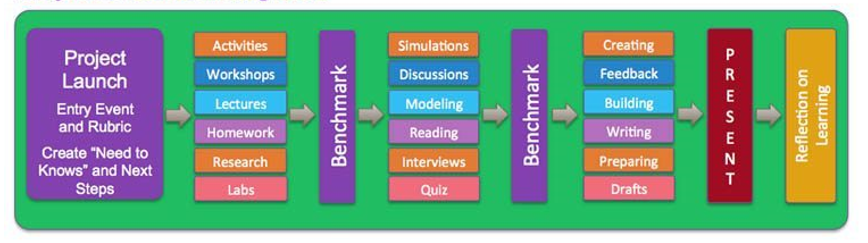 Project
Launch
Entry Event
and Rubric
Create “Need to
Knows” and Next
Steps
Activities
Workshops
Lectures
Homework
Research
Labs
Benchmark
Simulations
Discussions
Modeling
Reading
Interviews
Quiz
Benchmark
Creating
Feedback
Building
Writing
Preparing
Drafts
PRESENT
Reflection on
Learning